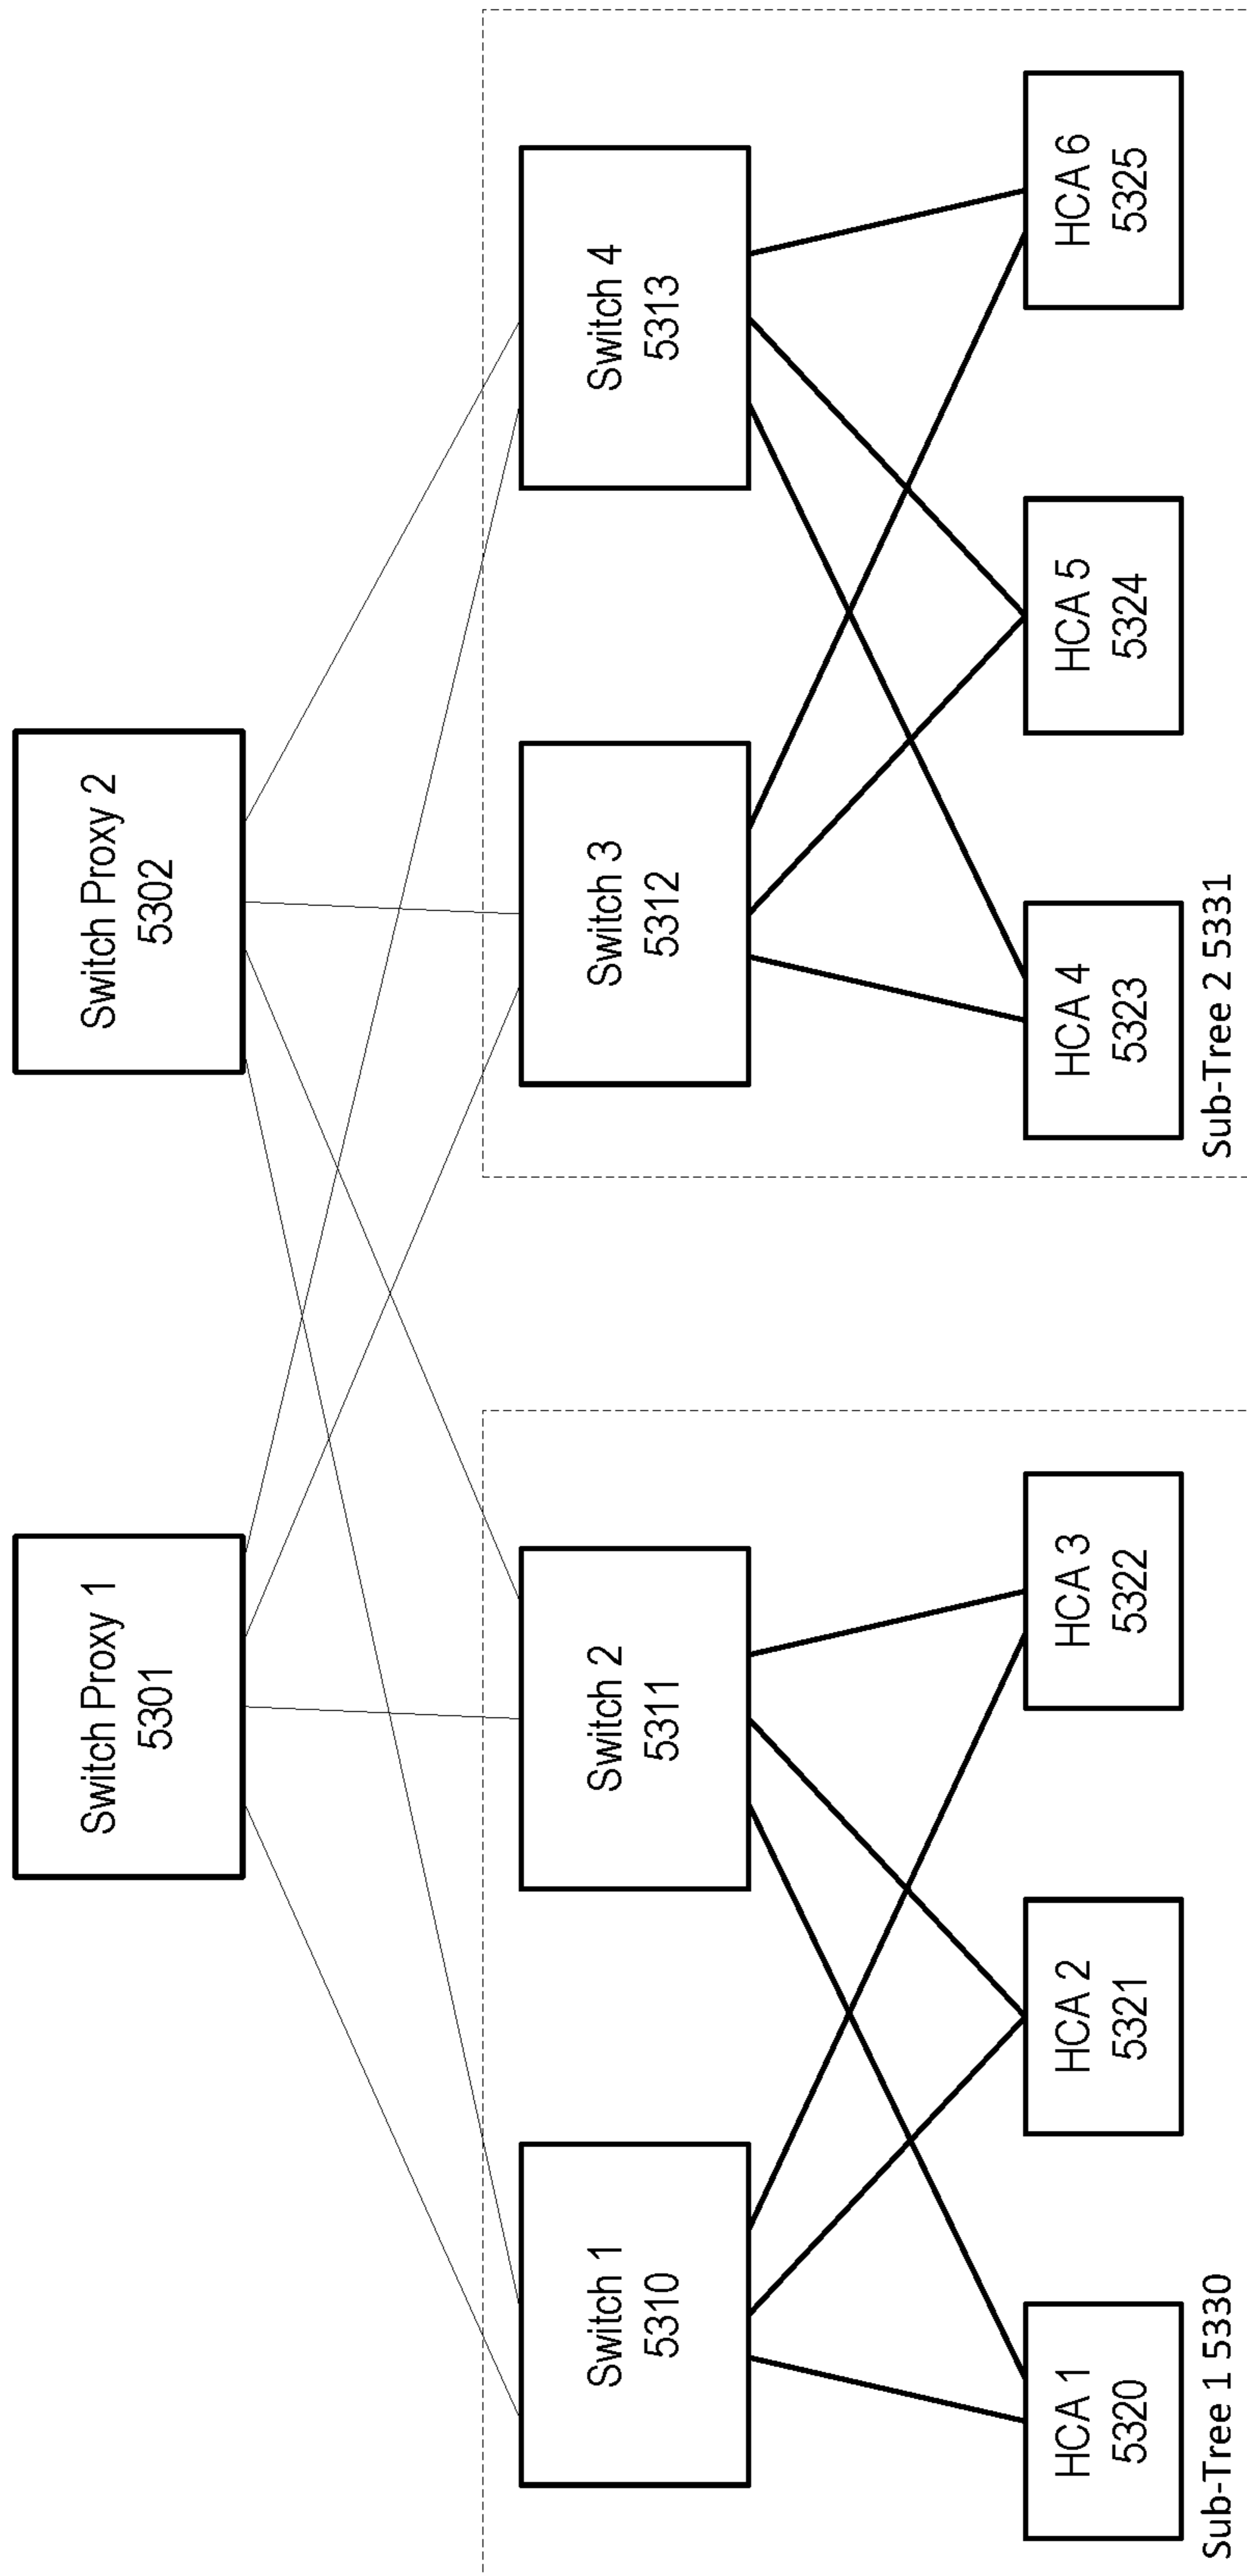 Switch Proxy 1
5301
Switch Proxy 2
5302
Switch 1
5310
Switch 2
5311
Switch 3
5312
Switch 4
5313
HCA 1
5320
HCA 2
5321
HCA 3
5322
HCA 4
5323
HCA 5
5324
HCA 6
5325
Sub-Tree 1 5330
Sub-Tree 2 5331